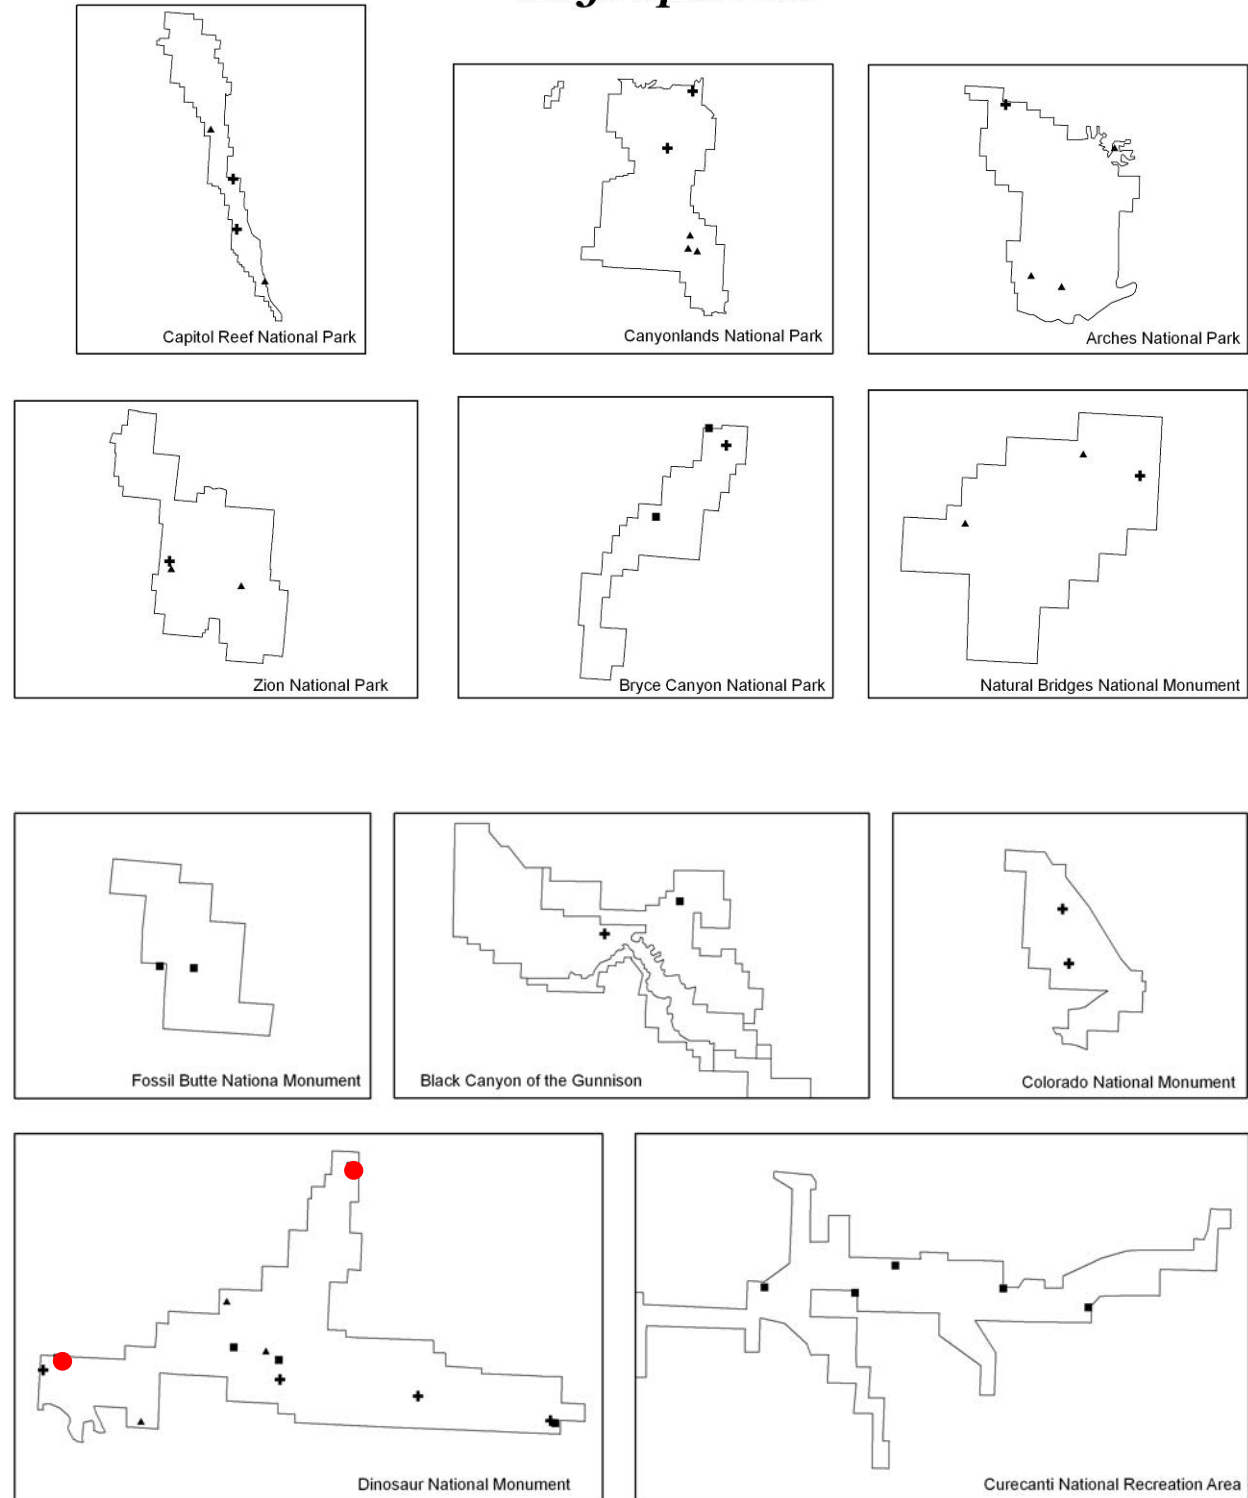 Capitol Reef National Park
Canyonlands National Park
Arches National Park
Zion National Park
Bryce Canyon National Park
Natural Bridges National Monument
Fossil Butte Nationa Monument
Black Canyon of the Gunnison
Colorado National Monument
Dinosaur National Monument
Curecanti National Recreation Area